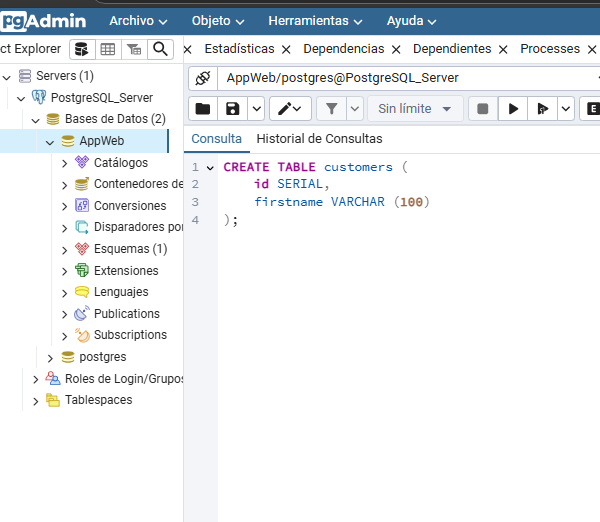 pgAdmin Archivo Objeto Herramientas Ayuda
ct Explorer Estadísticas Dependencias Dependientes Processes
Servers (1)
PostgreSQL_Server
Bases de Datos (2)
AppWeb
Catálogos
Contenedores de
Conversiones
Disparadores por
Esquemas (1)
Extensiones
Lenguajes
Publications
Subscriptions
postgres
Roles de Login/Grupos
Tablespaces
AppWeb/postgres@PostgreSQL_Server
Sin límite E
Consulta Historial de Consultas
1 CREATE TABLE customers (
2 id SERIAL,
3 firstname VARCHAR (100)
4 );